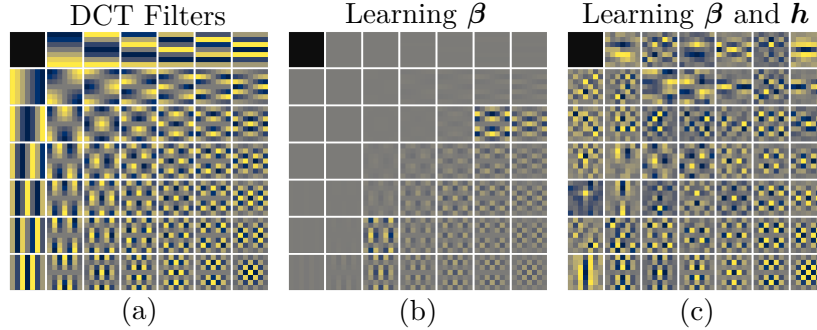 DCT Filters
Learning β
Learning β and h
(a)
(b)
(c)